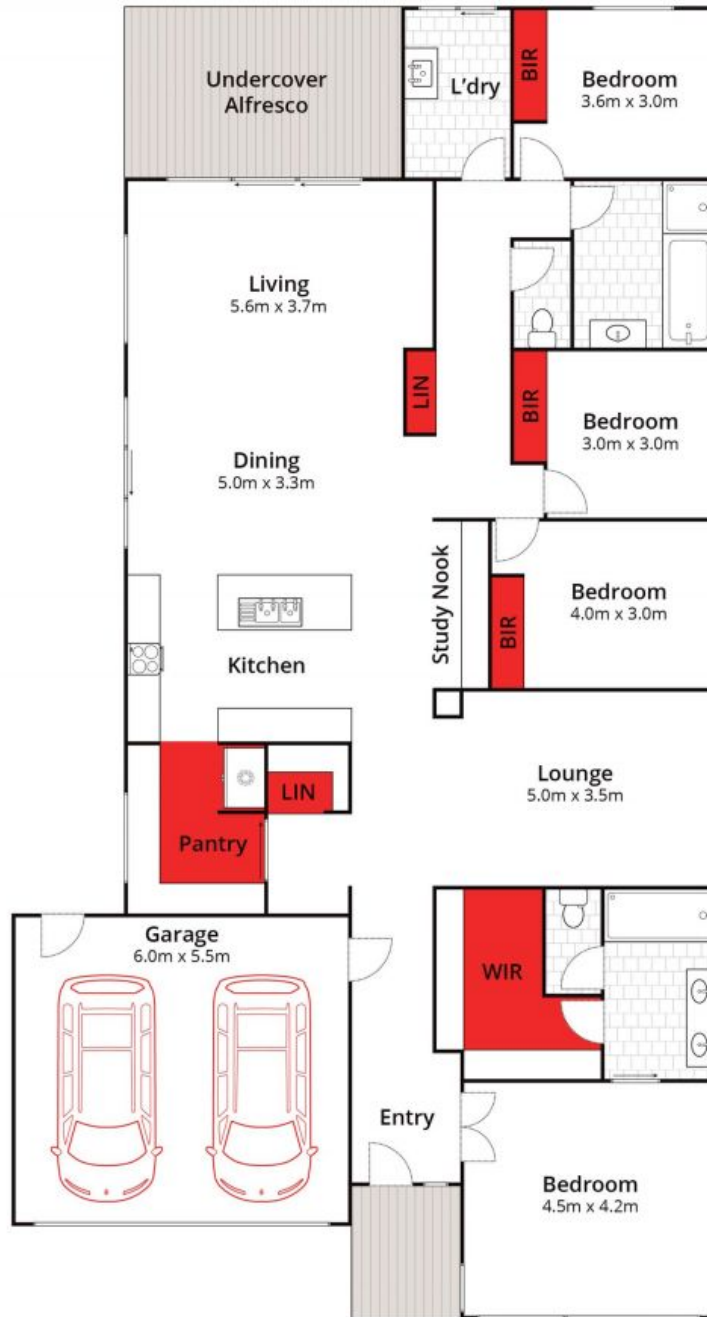 Undercover
Alfresco
L'dry
BIR
Bedroom
3.6m x 3.0m
Living
5.6m x 3.7m
LIN
BIR
Bedroom
3.0m x 3.0m
Dining
5.0m x 3.3m
Study Nook
BIR
Bedroom
4.0m x 3.0m
Kitchen
Lounge
5.0m x 3.5m
LIN
Pantry
Garage
6.0m x 5.5m
WIR
Entry
Bedroom
4.5m x 4.2m